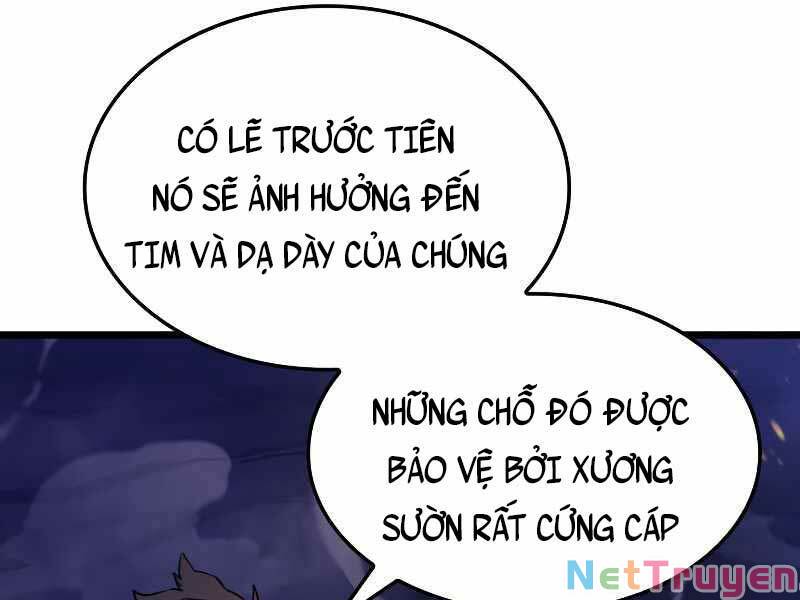 CÓ LẼ TRƯỚC TIÊN
NÓ SẼ ẢNH HƯỞNG ĐẾN
TIM VÀ DẠ DÀY CỦA CHÚNG
NHỮNG CHỖ ĐÓ ĐƯỢC
BẢO VỆ BỞI XƯƠNG
SƯỜN RẤT CỨNG CÁP
NetTruyen